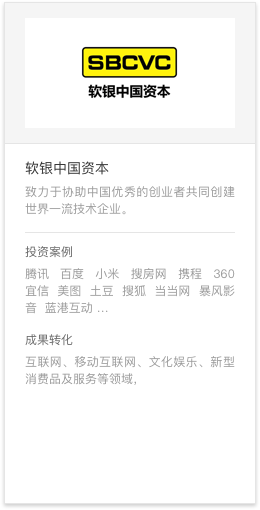 SBCVC
软银中国资本
软银中国资本
致力于协助中国优秀的创业者共同创建
世界一流技术企业。
投资案例
腾讯 百度 小米 搜房网 携程 360
宜信 美图 土豆 搜狐 当当网 暴风影
音 蓝港互动 ...
成果转化
互联网、移动互联网、文化娱乐、新型
消费品及服务等领域，